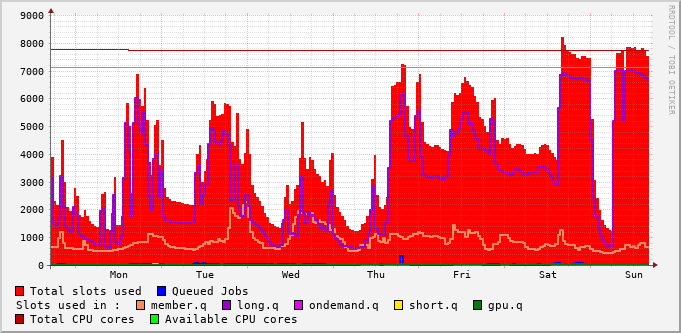 9000
8000
7000
6000
5000
4000
3000
2000
1000
0
Mon Tue Wed Thu Fri Sat Sun
RRDTOOL / TOBI OETIKER
Total slots used Queued Jobs
Slots used in : member.q long.q ondemand.q short.q gpu.q
Total CPU cores Available CPU cores